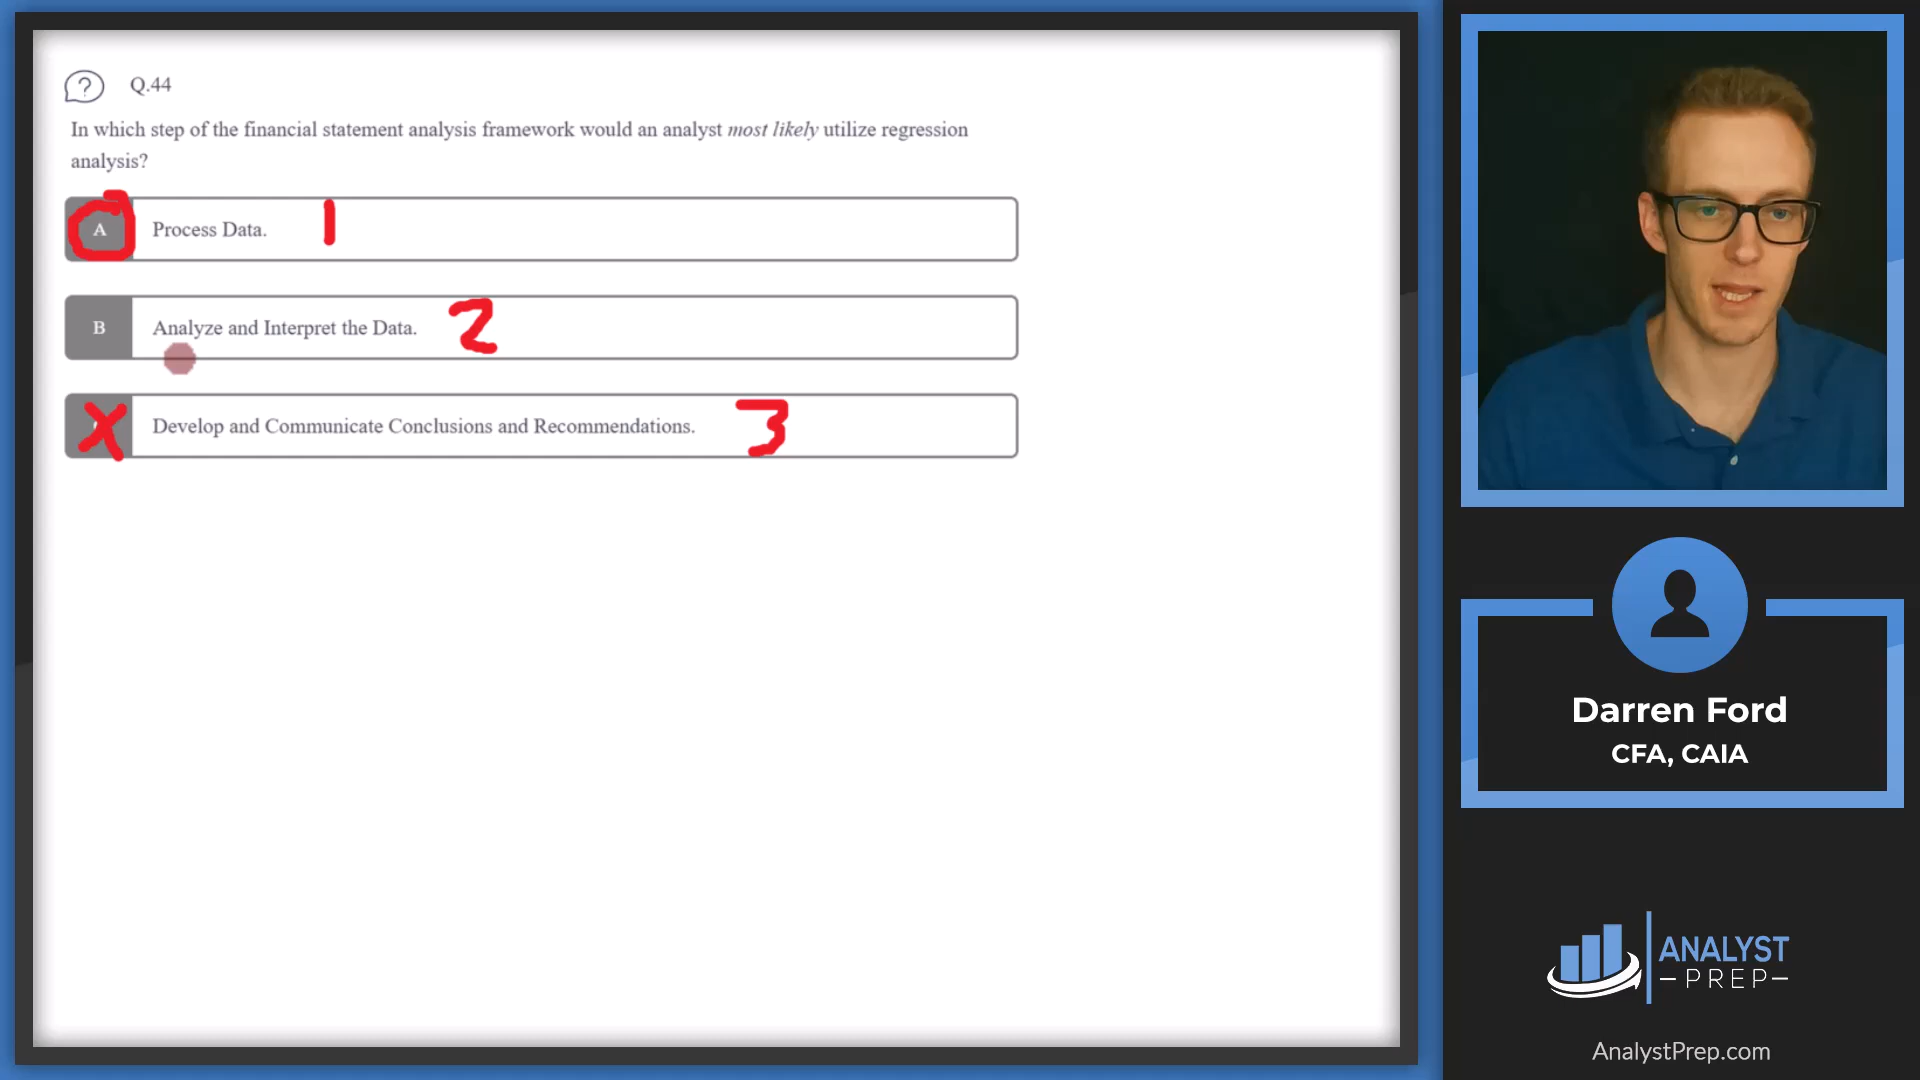 ? Q.44
In which step of the financial statement analysis framework would an analyst most likely utilize regression
analysis?
A Process Data. 1
B Analyze and Interpret the Data. 2
X Develop and Communicate Conclusions and Recommendations. 3
Darren Ford
CFA, CAIA
ANALYST
PREP
AnalystPrep.com